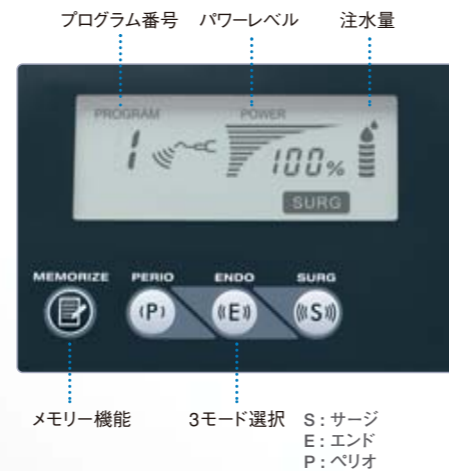 プログラム番号 パワーレベル 注水量
PROGRAM POWER
1 100%
SURG
MEMORIZE PERIO ENDO SURG
(P) ((E)) (((S)))
メモリー機能 3モード選択 S：サージ
E：エンド
P：ペリオ